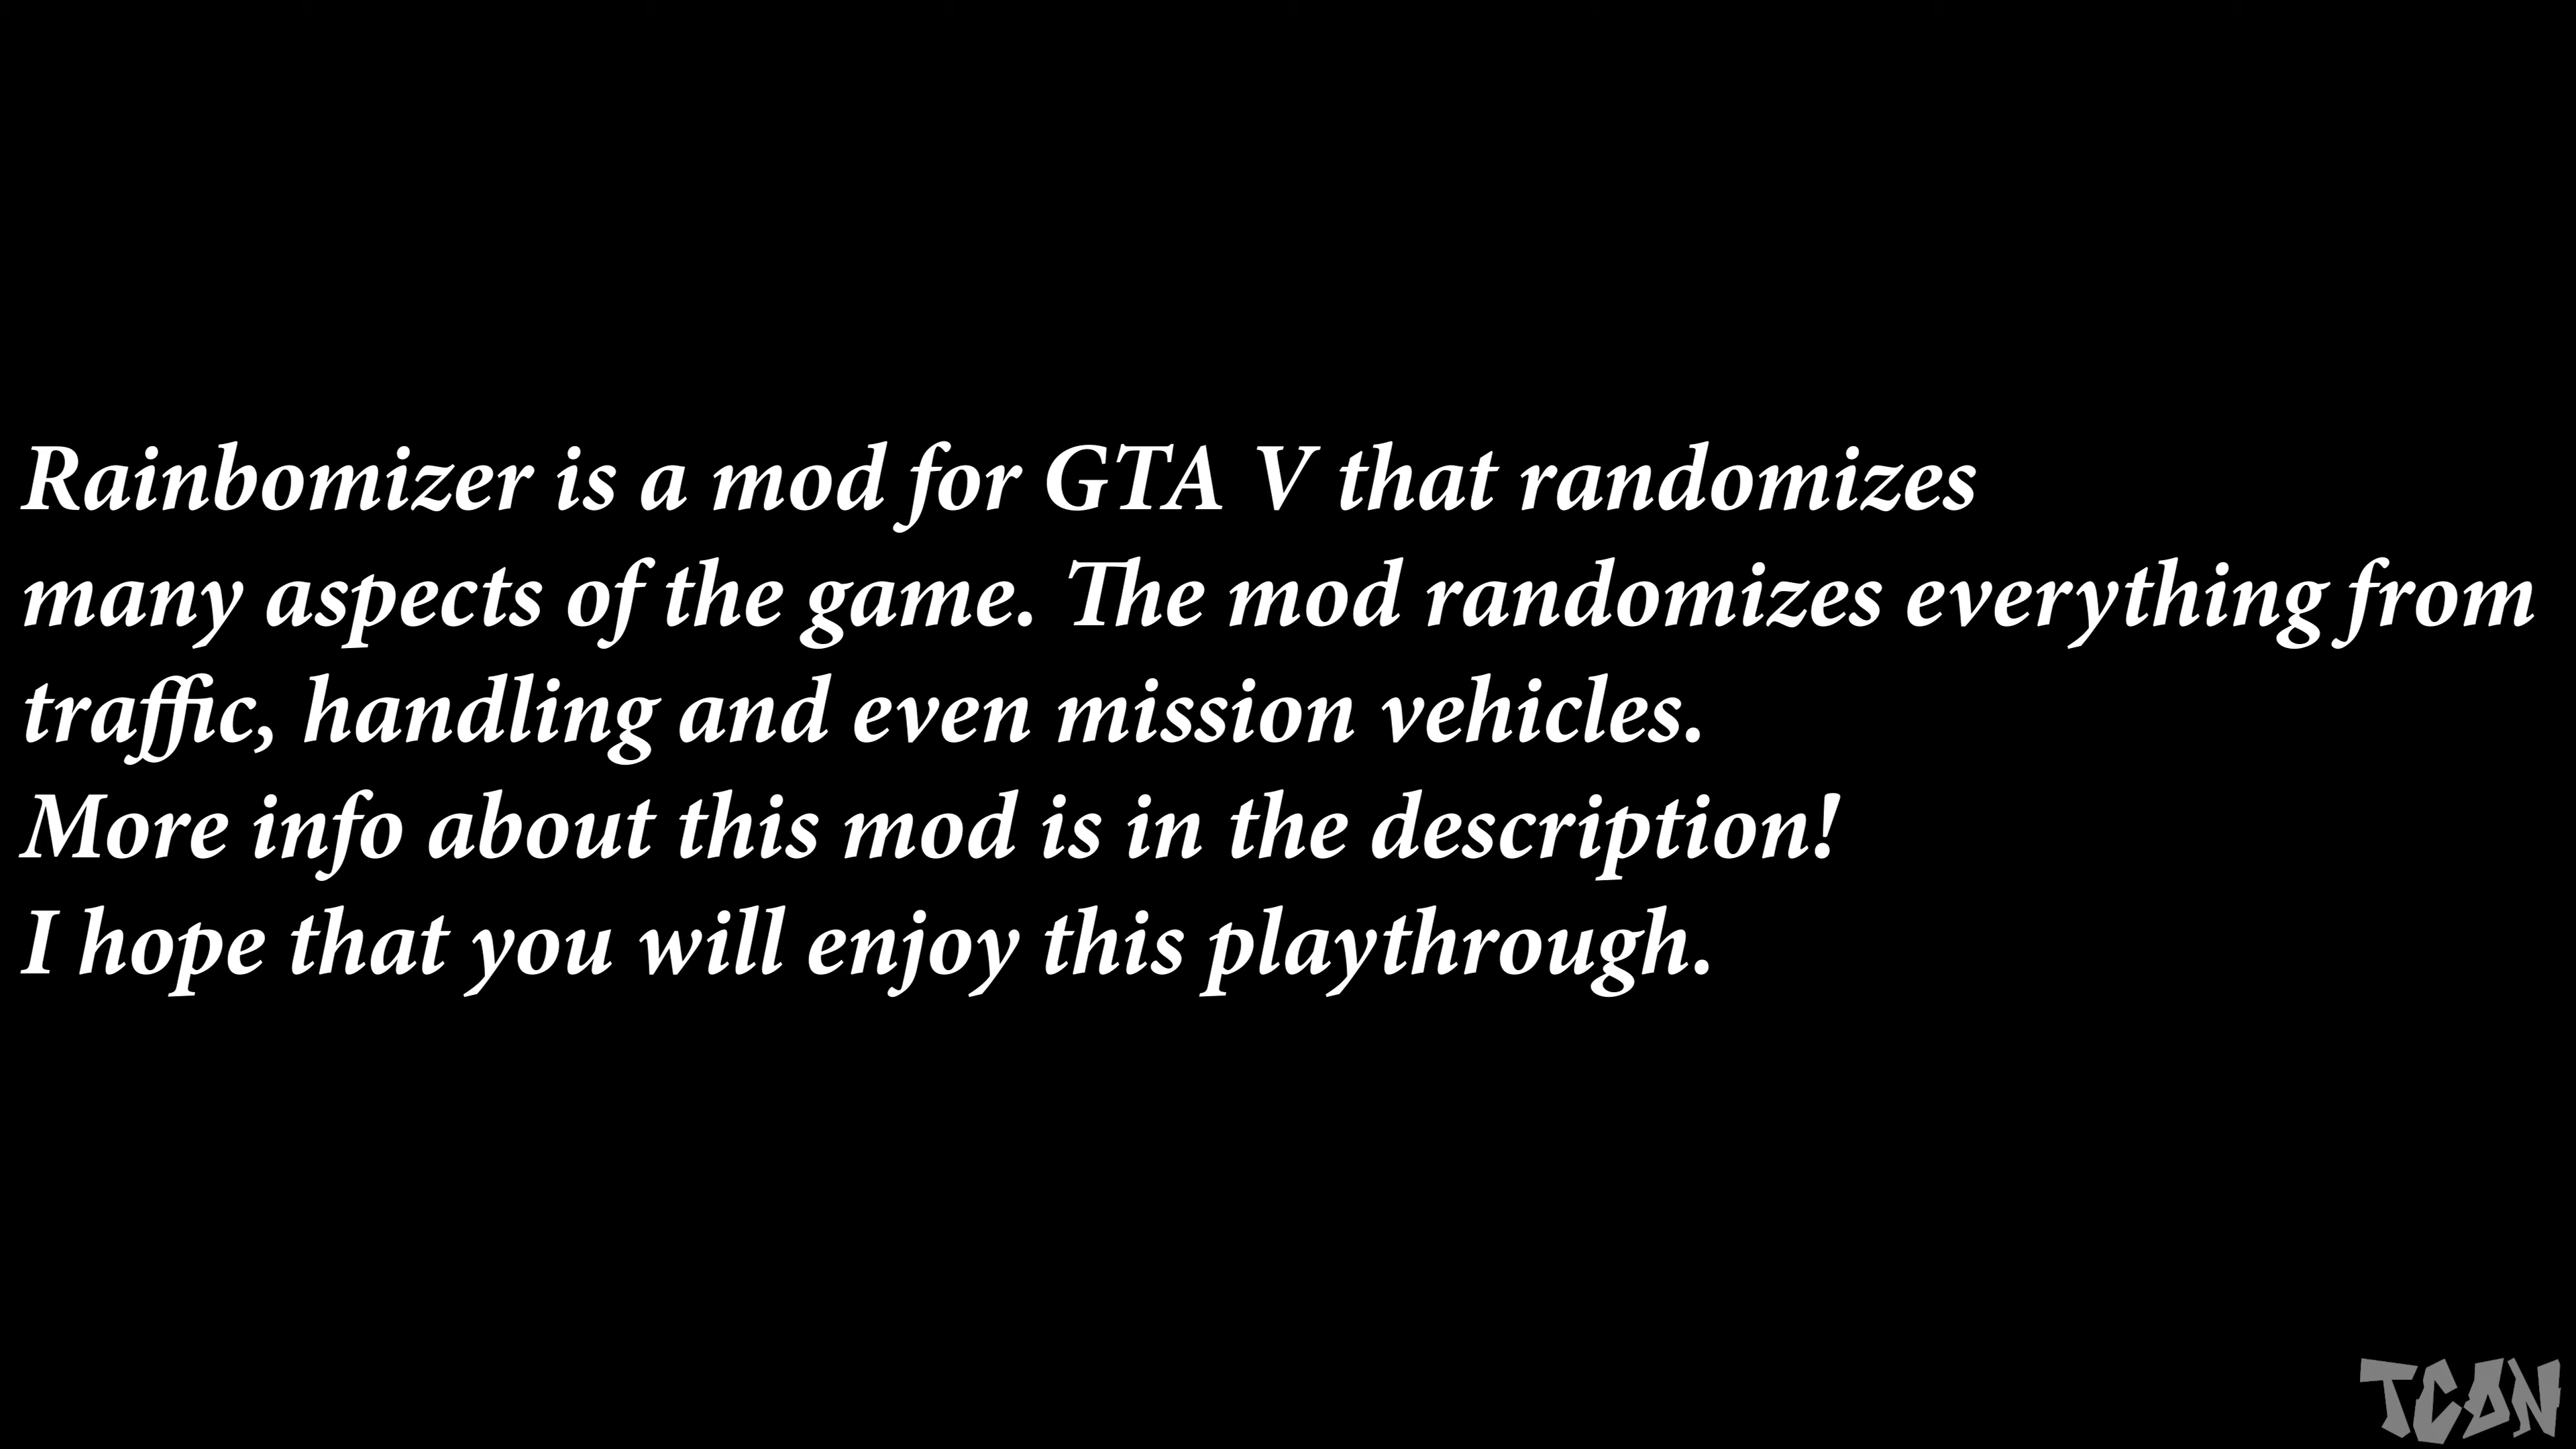 Rainbomizer is a mod for GTA V that randomizes
many aspects of the game. The mod randomizes everything from
traffic, handling and even mission vehicles.
More info about this mod is in the description!
I hope that you will enjoy this playthrough.
TCON